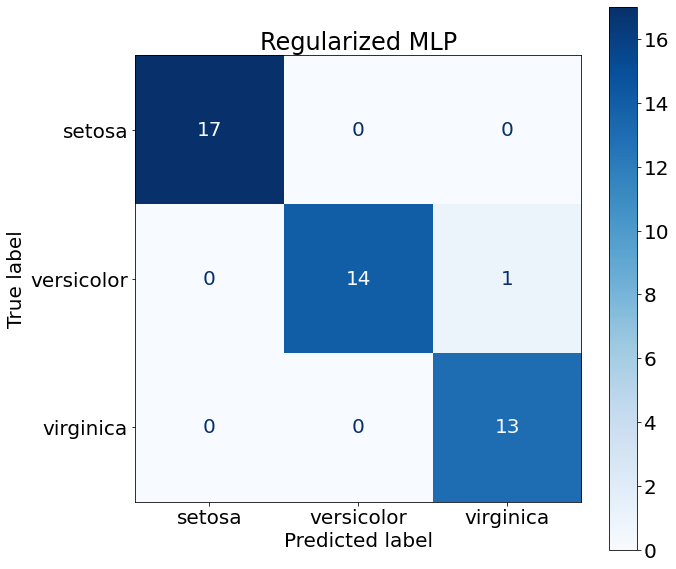 Regularized MLP
True label
setosa 17 0 0
versicolor 0 14 1
virginica 0 0 13
setosa versicolor virginica
Predicted label
16
14
12
10
8
6
4
2
0